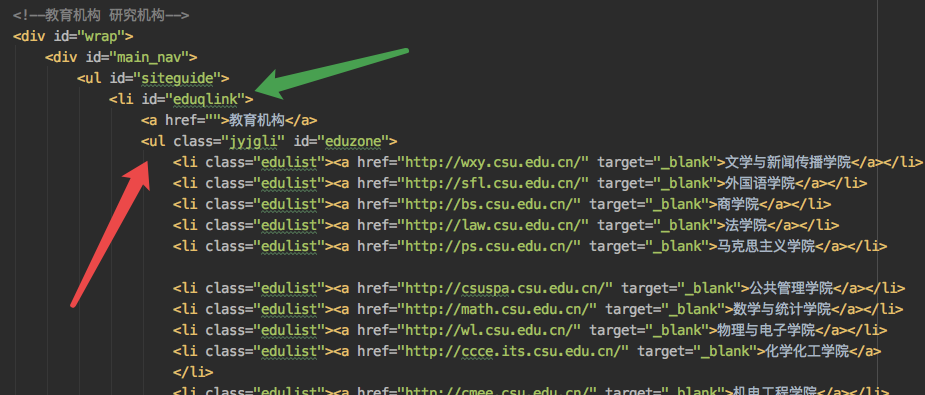 <!——教育机构 研究机构——>
<div id="wrap">
<div id="main_nav">
<ul id="siteguide">
<li id="eduqlink">
<a href="">教育机构</a>
<ul class="jyjgli" id="eduzone">
<li class="edulist"><a href="http://wxy.csu.edu.cn/" target="_blank">文学与新闻传播学院</a></li>
<li class="edulist"><a href="http://sfl.csu.edu.cn/" target="_blank">外国语学院</a></li>
<li class="edulist"><a href="http://bs.csu.edu.cn/" target="_blank">商学院</a></li>
<li class="edulist"><a href="http://law.csu.edu.cn/" target="_blank">法学院</a></li>
<li class="edulist"><a href="http://ps.csu.edu.cn/" target="_blank">马克思主义学院</a></li>
<li class="edulist"><a href="http://csuspa.csu.edu.cn/" target="_blank">公共管理学院</a></li>
<li class="edulist"><a href="http://math.csu.edu.cn/" target="_blank">数学与统计学院</a></li>
<li class="edulist"><a href="http://wl.csu.edu.cn/" target="_blank">物理与电子学院</a></li>
<li class="edulist"><a href="http://ccce.its.csu.edu.cn/" target="_blank">化学化工学院</a>
</li>
<li class="edulist"><a href="http://cmee.csu.edu.cn/" target="_blank">机电工程学院</a></li>